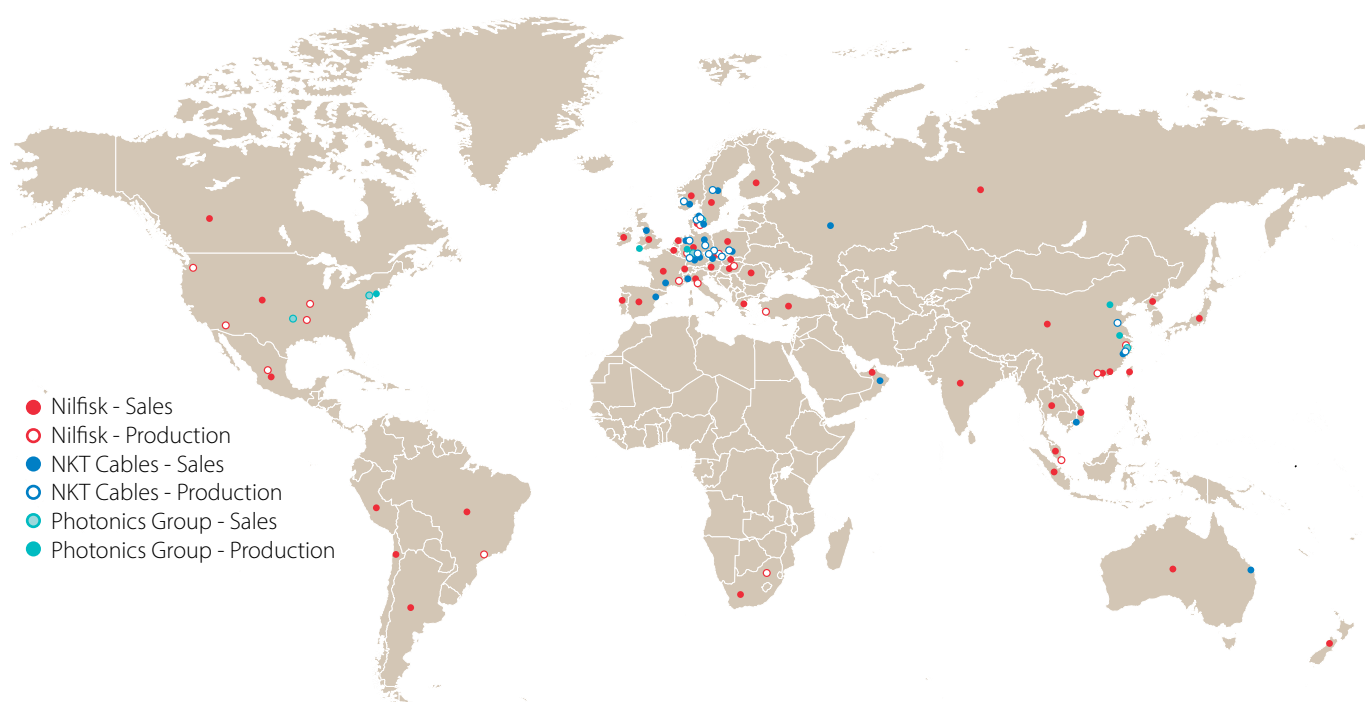 Nilfisk - Sales
Nilfisk - Production
NKT Cables - Sales
NKT Cables - Production
Photonics Group - Sales
Photonics Group - Production